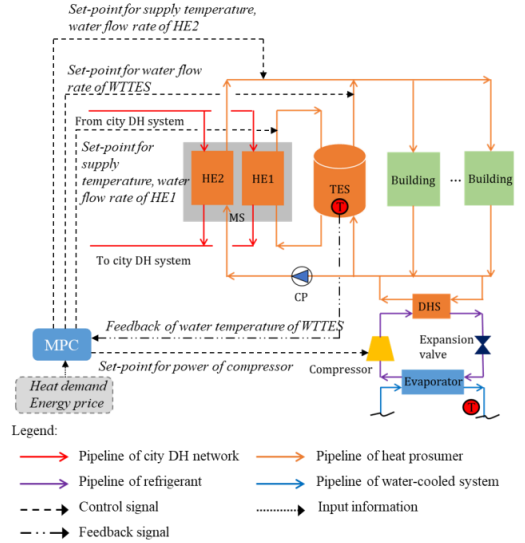 Set-point for supply temperature,
water flow rate of HE2
Set-point for water flow
rate of WTTES
From city DH system
Set-point for
supply
temperature, water
flow rate of HE1
HE2
HE1
MS
TES
T
Building
...
Building
To city DH system
CP
DHS
Feedback of water temperature of WTTES
MPC
Set-point for power of compressor
Compressor
Expansion
valve
Evaporator
T
Heat demand
Energy price
Legend:
Pipeline of city DH network
Pipeline of heat prosumer
Pipeline of refrigerant
Pipeline of water-cooled system
Control signal
Input information
Feedback signal